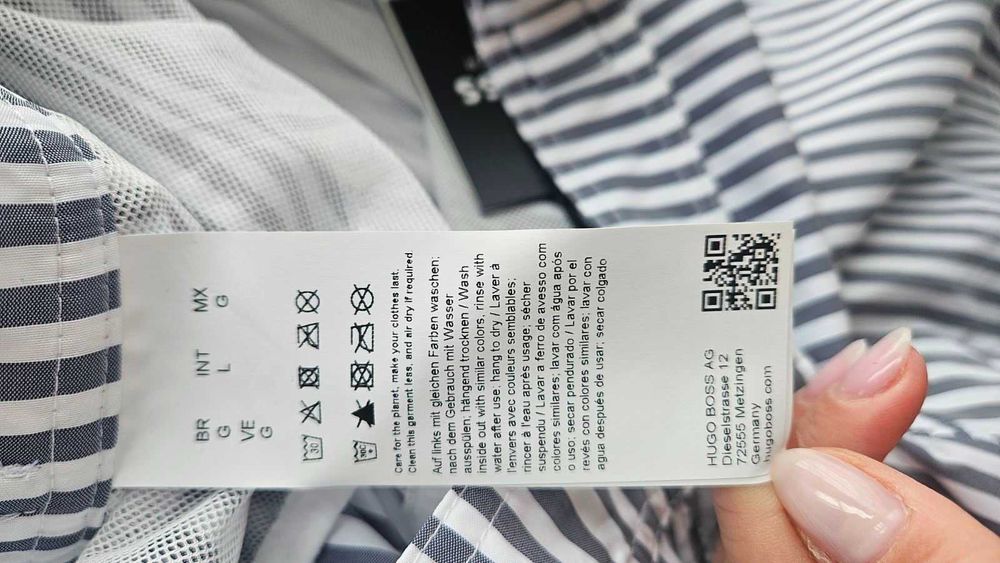 BR INT MX
G L G
VE
G
30
Care for the planet, make your clothes last.
Clean this garment less, and air dry if required.
Auf links mit gleichen Farben waschen;
nach dem Gebrauch mit Wasser
ausspülen; hängend trocknen / Wash
inside out with similar colors, rinse with
water after use; hang to dry / Laver à
l'envers avec couleurs semblables;
rincer à l'eau après usage; sécher
suspendu / Lavar a ferro de avesso com
colores similares; lavar com água após
o uso; secar pendurado / Lavar por el
revés con colores similares; lavar con
agua después de usar; secar colgado
HUGO BOSS AG
Dieselstrasse 12
72555 Metzingen
Germany
hugoboss.com